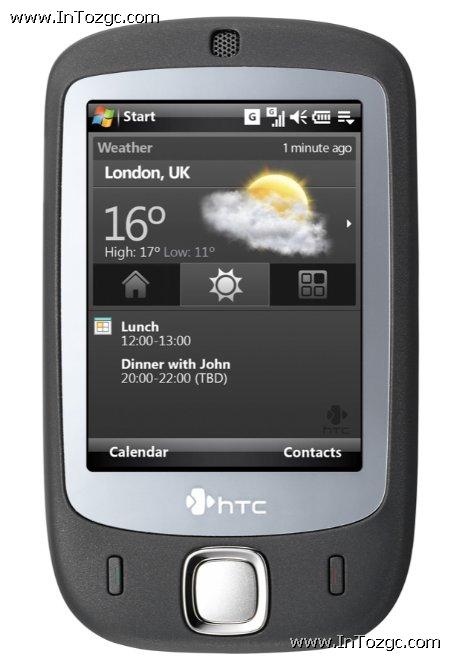 www.InTozgc.com
Start
G
G
Weather 1 minute ago
London, UK
16°
High: 17° Low: 11°
Lunch
12:00-13:00
Dinner with John
20:00-22:00 (TBD)
hTC
Calendar Contacts
hTC
www.InTozgc.com